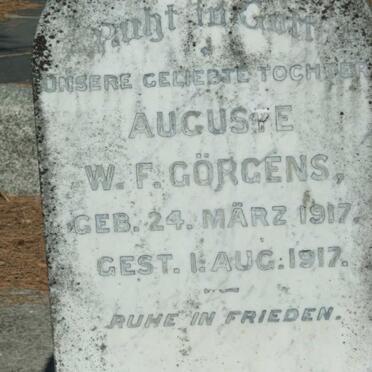 Ruht in Gott
UNSERE GELIEBTE TOCHTER
AUGUSTE
W. F. GÖRGENS,
GEB. 24. MÄRZ 1917.
GEST. 1. AUG. 1917.
RUHE IN FRIEDEN.